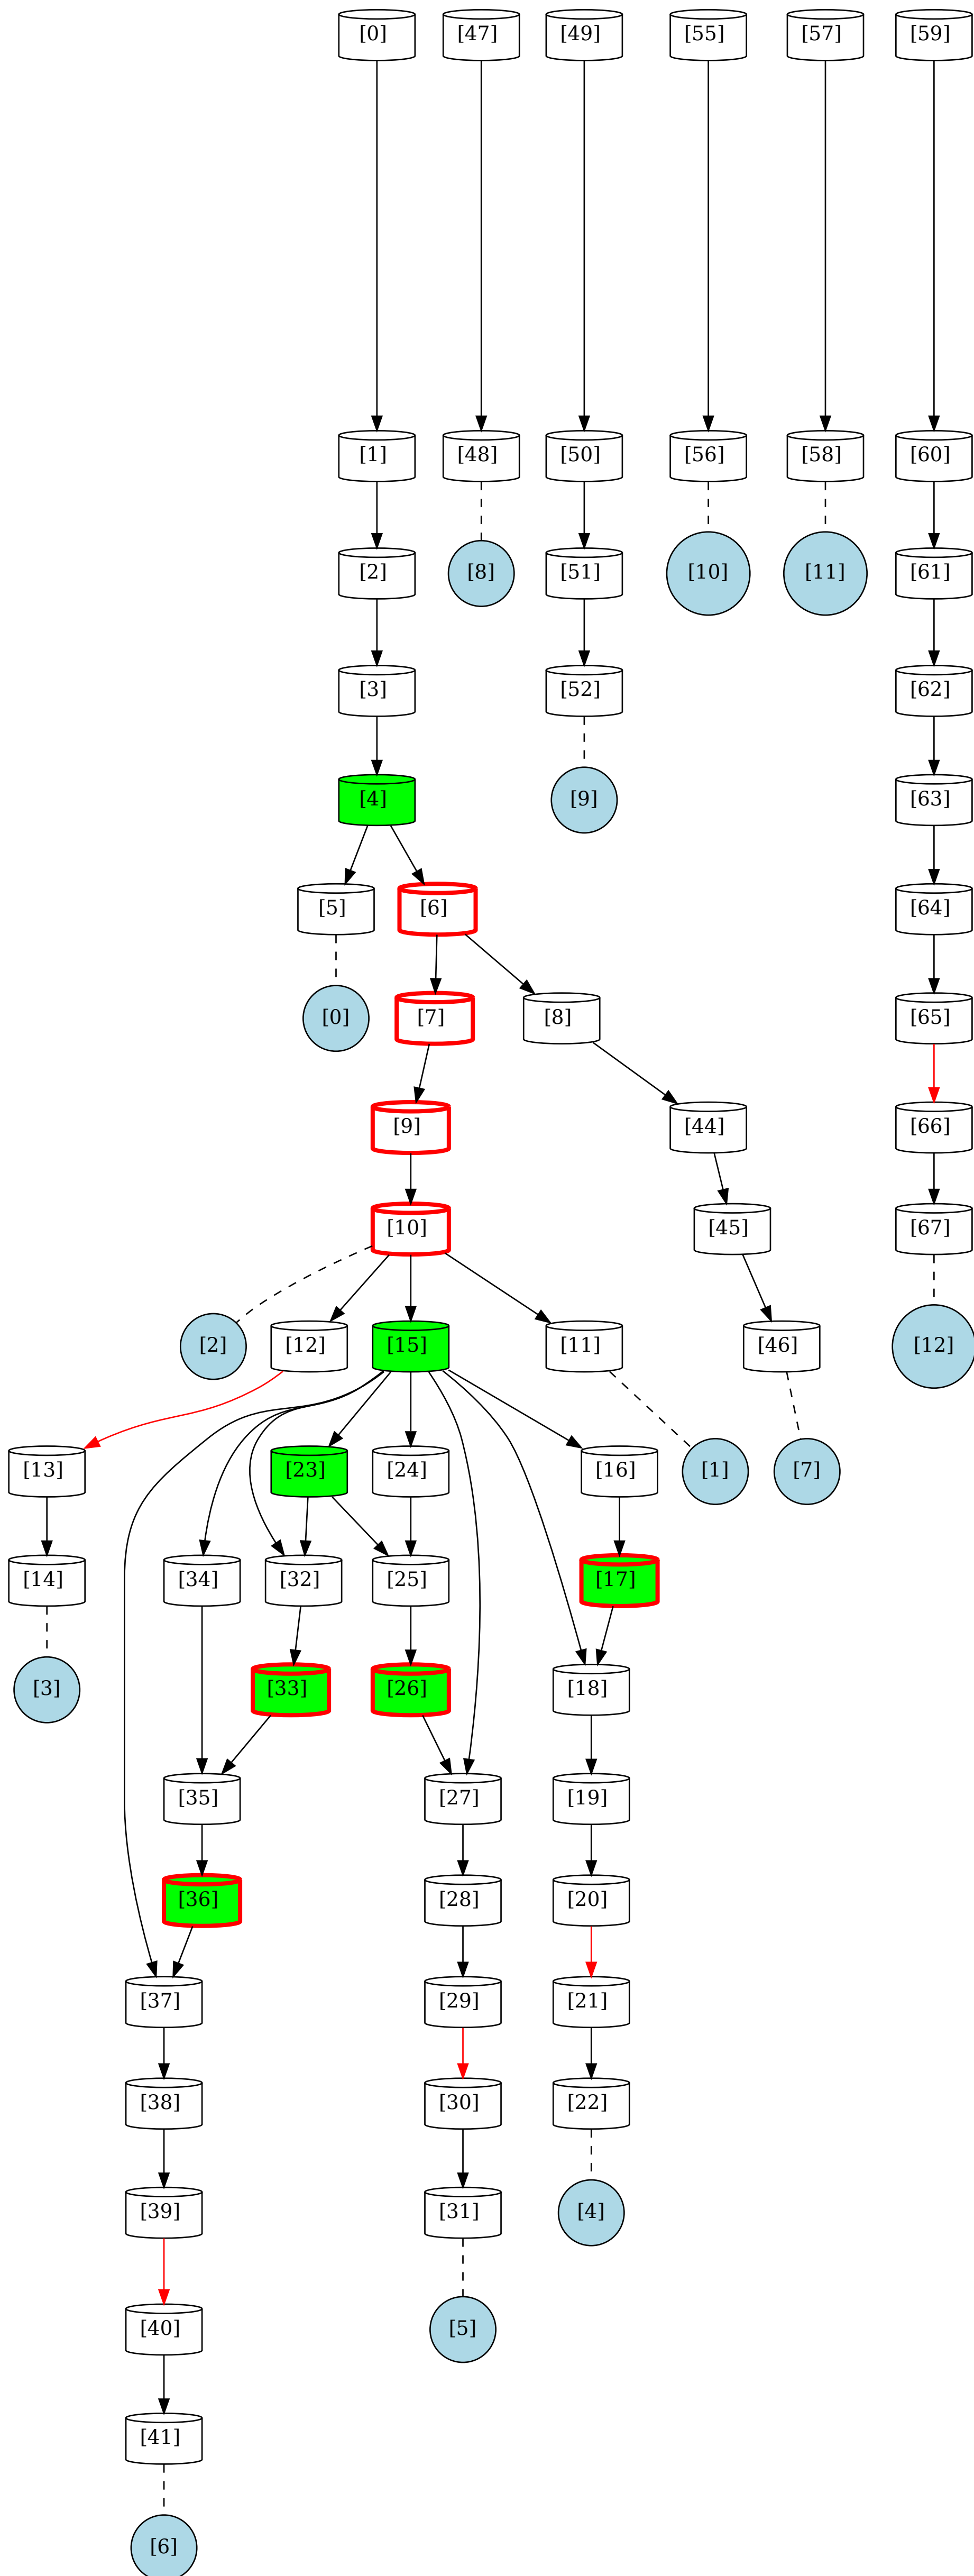 [0] [47] [49] [55] [57] [59]
[1] [48] [50] [56] [58] [60]
[2] [8] [51] [10] [11] [61]
[3] [52] [62]
[4] [9] [63]
[5] [6] [64]
[0] [7] [8] [65]
[9] [44] [66]
[10] [45] [67]
[2] [12] [15] [11] [46] [12]
[13] [23] [24] [16] [1] [7]
[14] [34] [32] [25] [17]
[3] [33] [26] [18]
[35] [27] [19]
[36] [28] [20]
[37] [29] [21]
[38] [30] [22]
[39] [31] [4]
[40] [5]
[41]
[6]